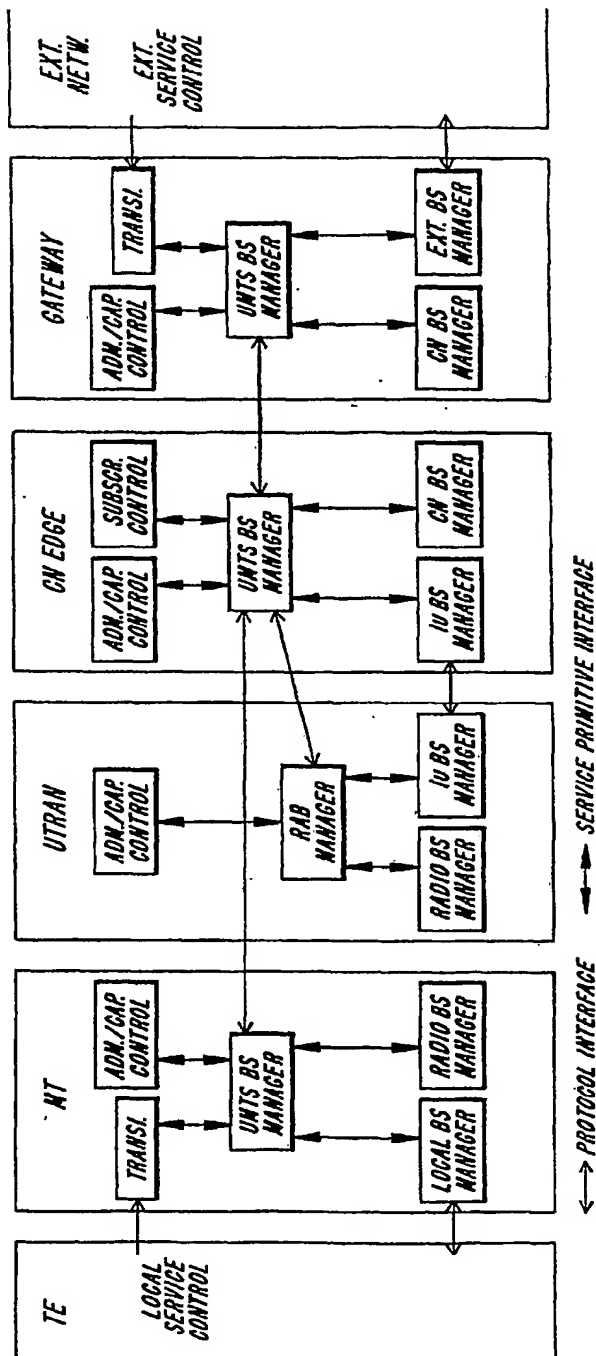 TE
LOCAL
SERVICE
CONTROL
MT
TRANSI.
ADM./CAP.
CONTROL
UMTS BS
MANAGER
LOCAL BS
MANAGER
RADIO BS
MANAGER
UTRAN
ADM./CAP.
CONTROL
RAB
MANAGER
RADIO BS
MANAGER
IU BS
MANAGER
CN EDGE
ADM./CAP.
CONTROL
SUBSCR.
CONTROL
UMTS BS
MANAGER
IU BS
MANAGER
CN BS
MANAGER
GATEWAY
ADM./CAP.
CONTROL
TRANSI.
UMTS BS
MANAGER
CN BS
MANAGER
EXT. BS
MANAGER
EXT.
NETW.
EXT.
SERVICE
CONTROL
PROTOCOL INTERFACE
SERVICE PRIMITIVE INTERFACE